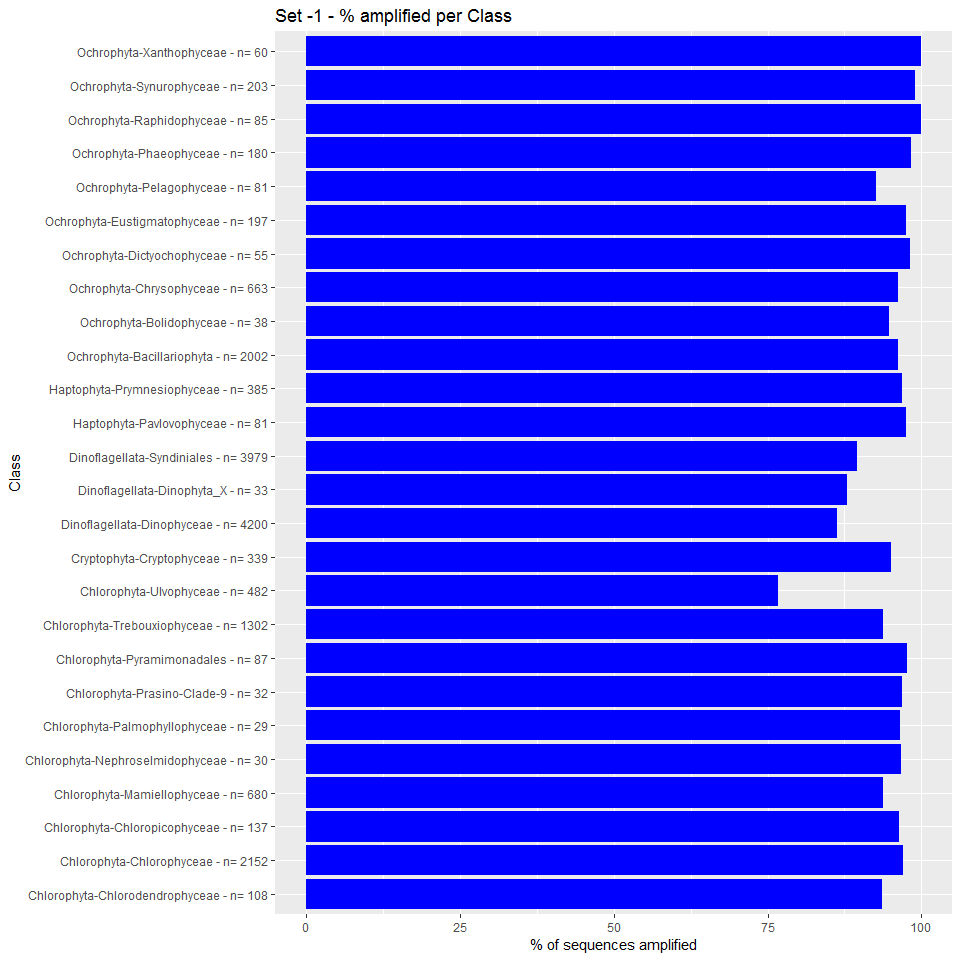 Set -1 - % amplified per Class
Ochrophyta-Xanthophyceae - n= 60
Ochrophyta-Synurophyceae - n= 203
Ochrophyta-Raphidophyceae - n= 85
Ochrophyta-Phaeophyceae - n= 180
Ochrophyta-Pelagophyceae - n= 81
Ochrophyta-Eustigmatophyceae - n= 197
Ochrophyta-Dictyochophyceae - n= 55
Ochrophyta-Chrysophyceae - n= 663
Ochrophyta-Bolidophyceae - n= 38
Ochrophyta-Bacillariophyta - n= 2002
Haptophyta-Prymnesiophyceae - n= 385
Haptophyta-Pavlovophyceae - n= 81
Dinoflagellata-Syndiniales - n= 3979
Dinoflagellata-Dinophyta_X - n= 33
Dinoflagellata-Dinophyceae - n= 4200
Cryptophyta-Cryptophyceae - n= 339
Chlorophyta-Ulvophyceae - n= 482
Chlorophyta-Trebouxiophyceae - n= 1302
Chlorophyta-Pyramimonadales - n= 87
Chlorophyta-Prasino-Clade-9 - n= 32
Chlorophyta-Palmophyllophyceae - n= 29
Chlorophyta-Nephroselmidophyceae - n= 30
Chlorophyta-Mamiellophyceae - n= 680
Chlorophyta-Chloropicophyceae - n= 137
Chlorophyta-Chlorophyceae - n= 2152
Chlorophyta-Chlorodendrophyceae - n= 108
Class
0 25 50 75 100
% of sequences amplified